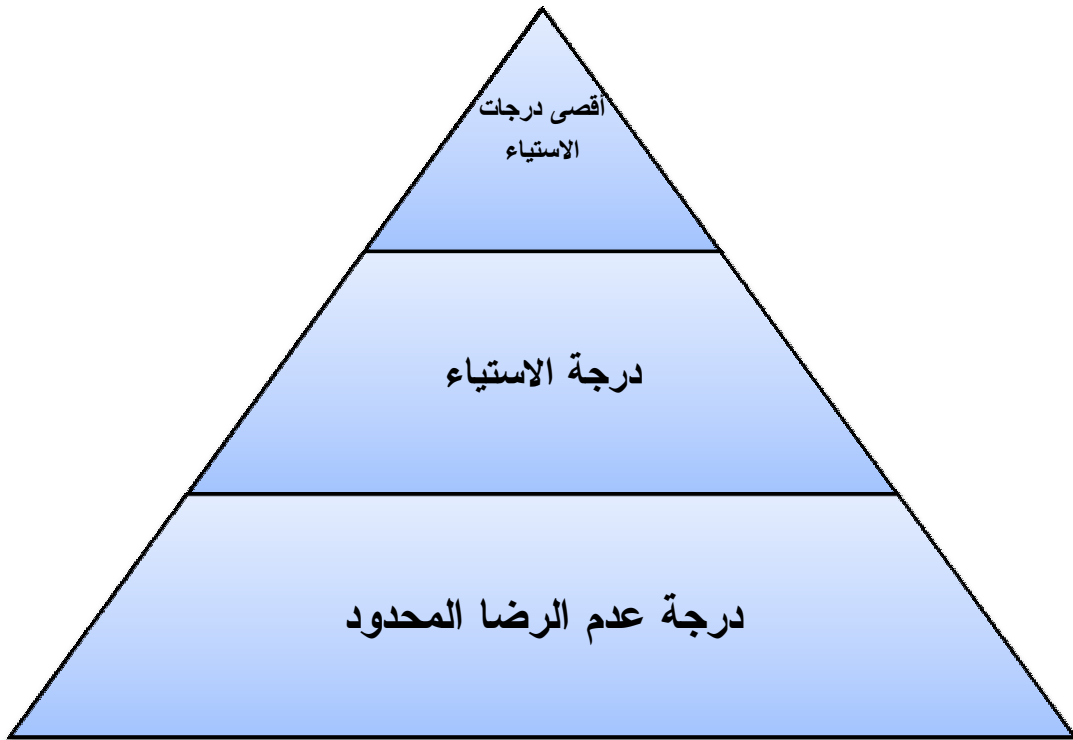 أقصى درجات
الاستياء
درجة الاستياء
درجة عدم الرضا المحدود